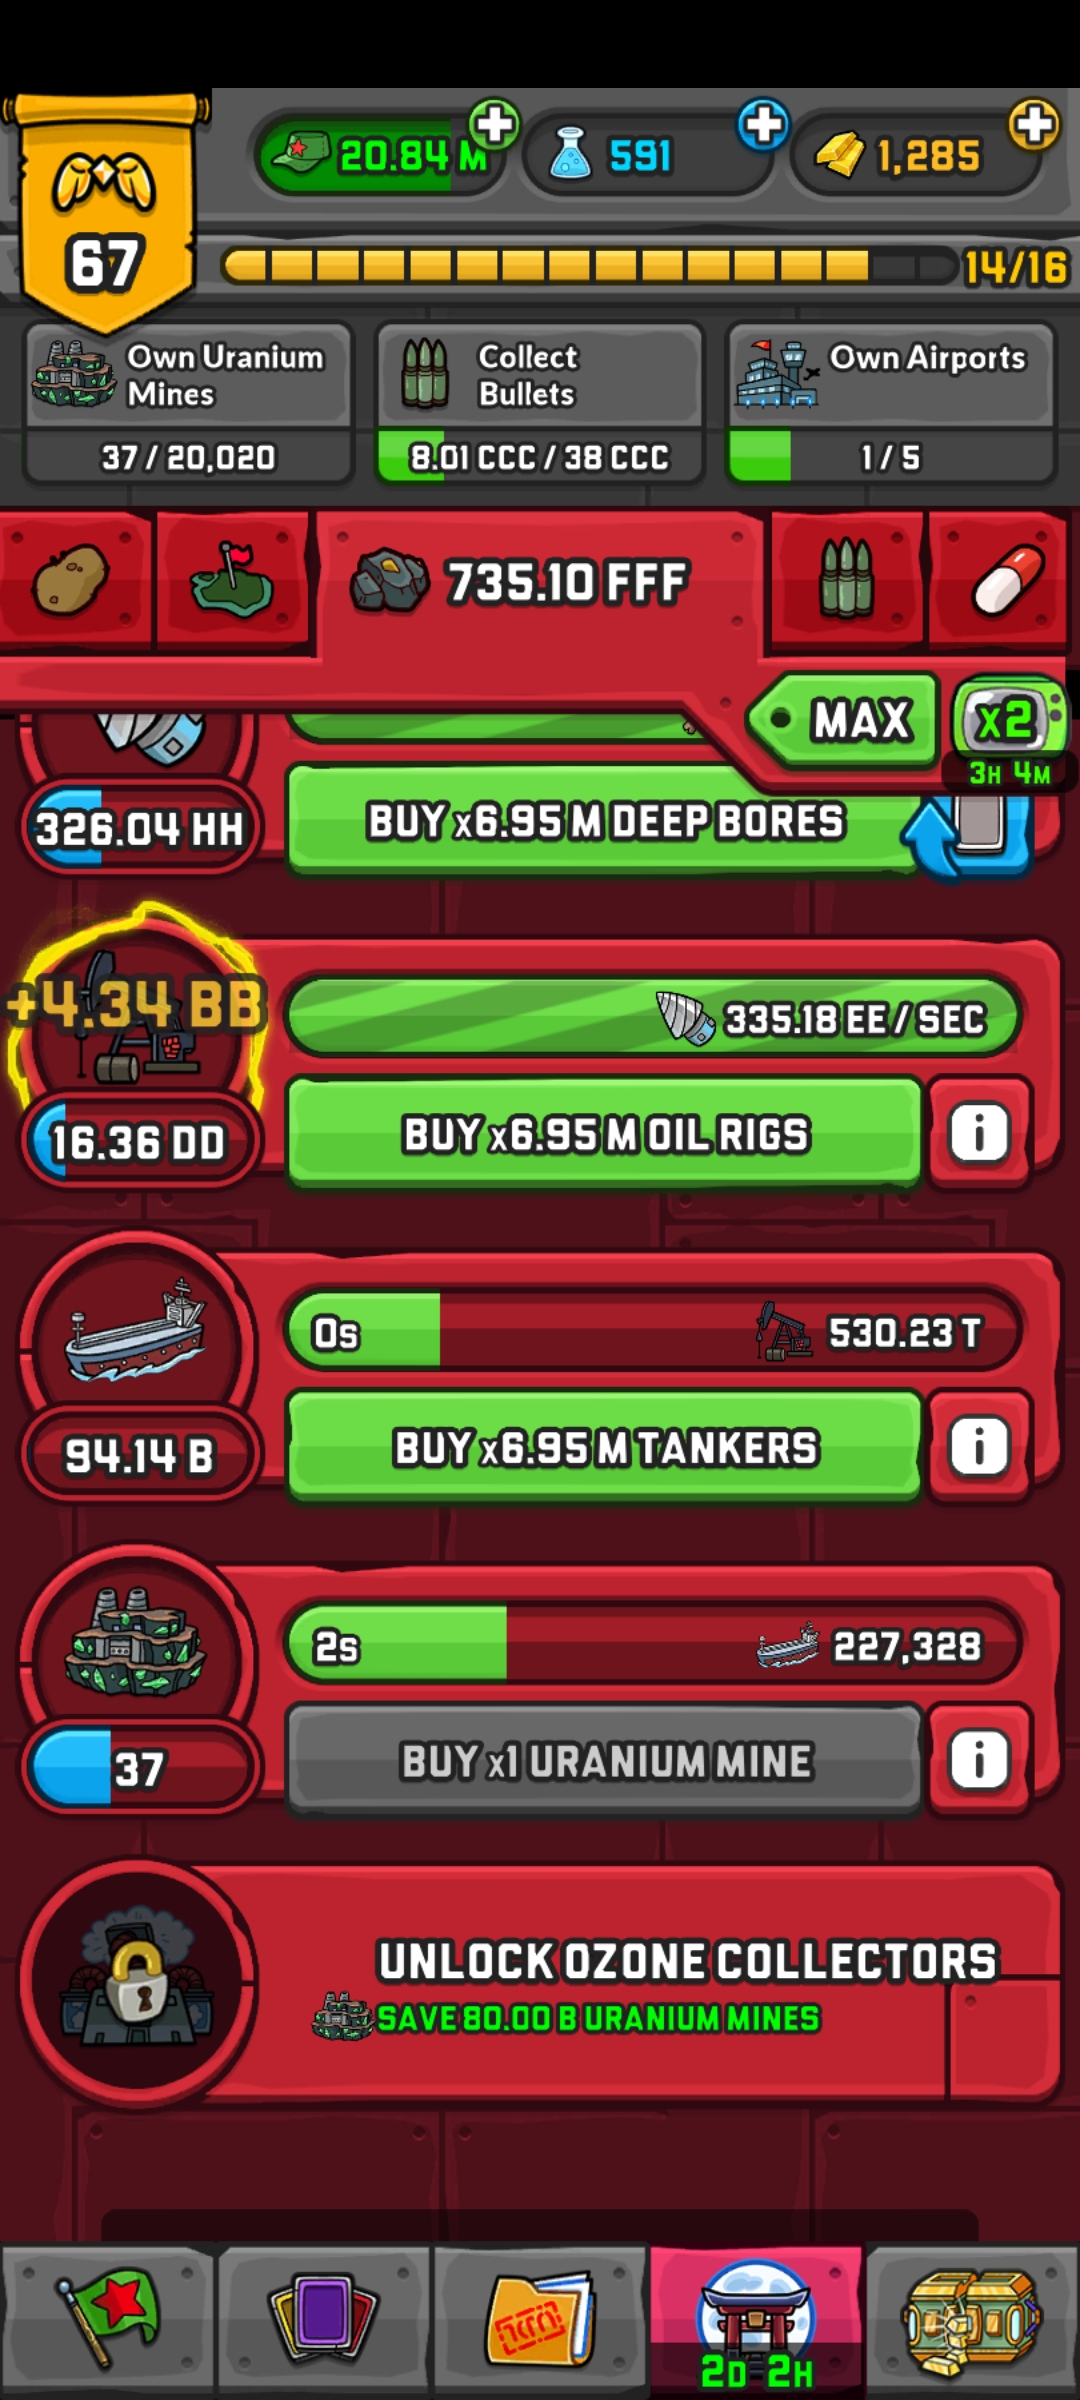 20.84 M
591
1,285
67
14/16
Own Uranium
Mines
37 / 20,020
Collect
Bullets
8.01 CCC / 38 CCC
Own Airports
1 / 5
735.10 FFF
MAX
x2
3H 4M
326.04 HH
BUY x6.95 M DEEP BORES
+4.34 BB
335.18 EE / SEC
16.36 DD
BUY x6.95 M OIL RIGS
i
0s
530.23 T
94.14 B
BUY x6.95 M TANKERS
i
2s
227,328
37
BUY x1 URANIUM MINE
i
UNLOCK OZONE COLLECTORS
SAVE 80.00 B URANIUM MINES
2D 2H